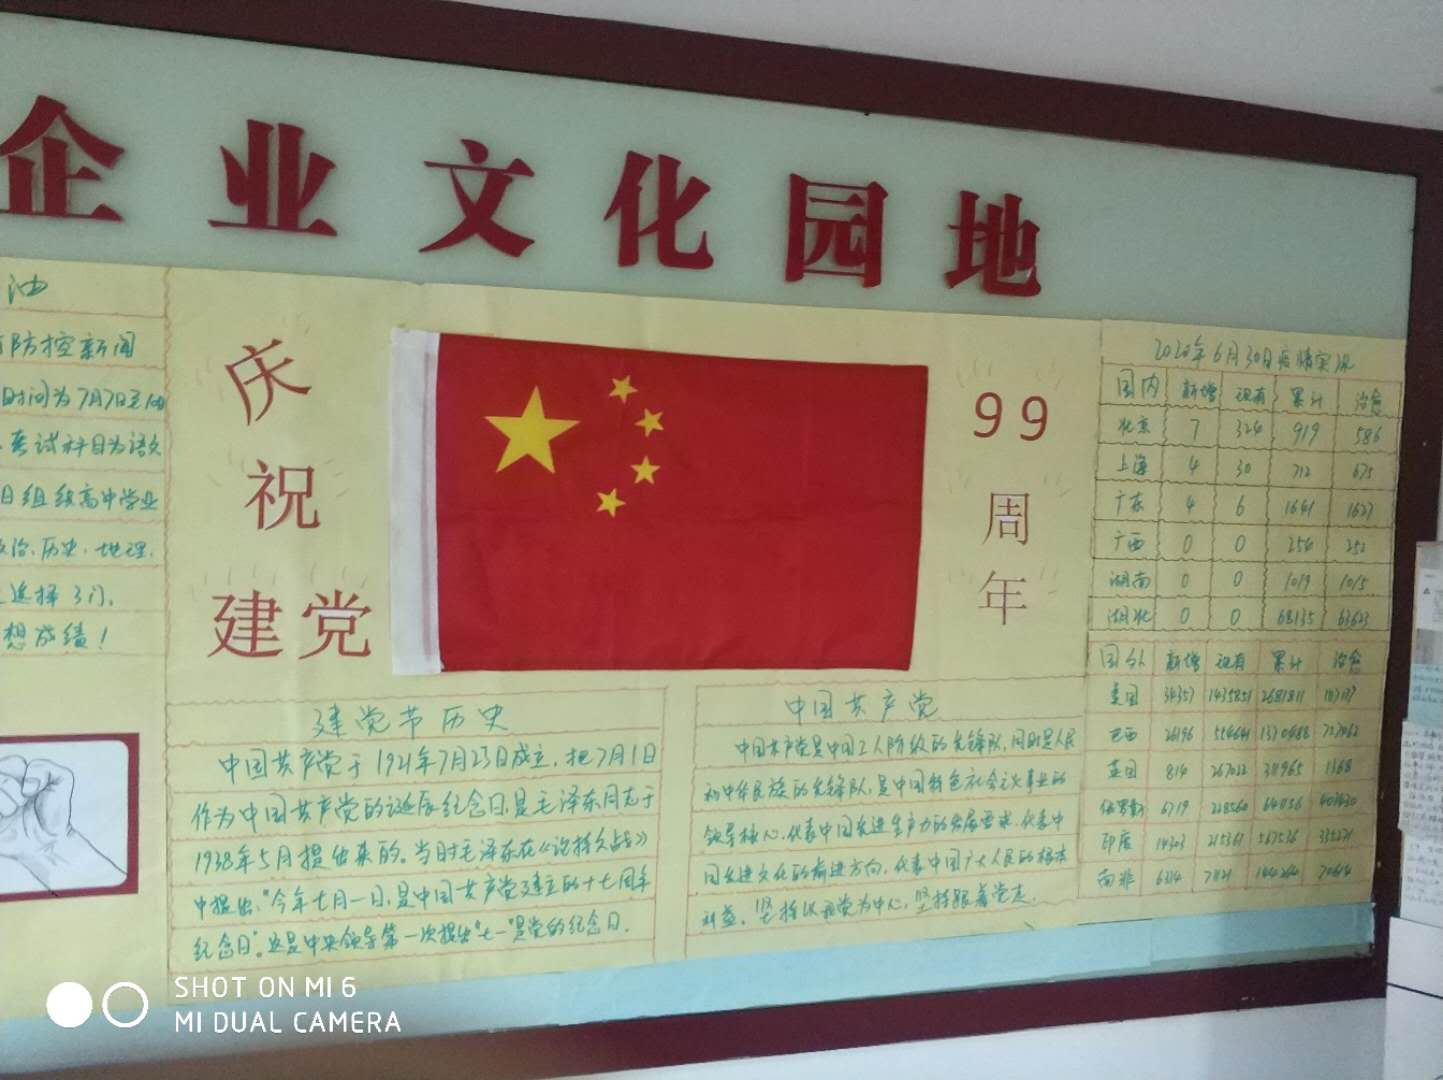 企业文化园地
油
防控新闻
时间为7月7日至
考试科目为语文
日组织高中学业
政治、历史、地理、
选择3门。
想成绩！
庆
祝
建党
99
周
年
建党节历史
中国共产党于1921年7月23日成立，把7月1日
作为中国共产党的诞辰纪念日，是毛泽东同志于
1938年5月提出来的。当时毛泽东在《论持久战》
中提出，"今年七月一日，是中国共产党建立的十七周年
纪念日"。这是中央领导第一次提出"七一"是党的纪念日。
中国共产党
中国共产党是中国工人阶级的先锋队，同时是人民
和中华民族的先锋队，是中国特色社会主义事业的
领导核心，代表中国先进生产力的发展要求，代表中
国先进文化的前进方向，代表中国广大人民的根本
利益。坚持以党为中心，坚持跟着党走。
2020年6月30日疫情实况
国内 新增 现有 累计 治愈
北京 7 324 919 586
上海 4 30 712 675
广东 4 6 1641 1627
广西 0 0 254 252
湖南 0 0 1019 1015
湖北 0 0 68135 63623
国外 新增 现有 累计 治愈
美国 1435851 2681811
巴西 26196
英国 814 267022 311965 1368
俄罗斯 6719 228560
印度 215361
南非
SHOT ON MI 6
MI DUAL CAMERA